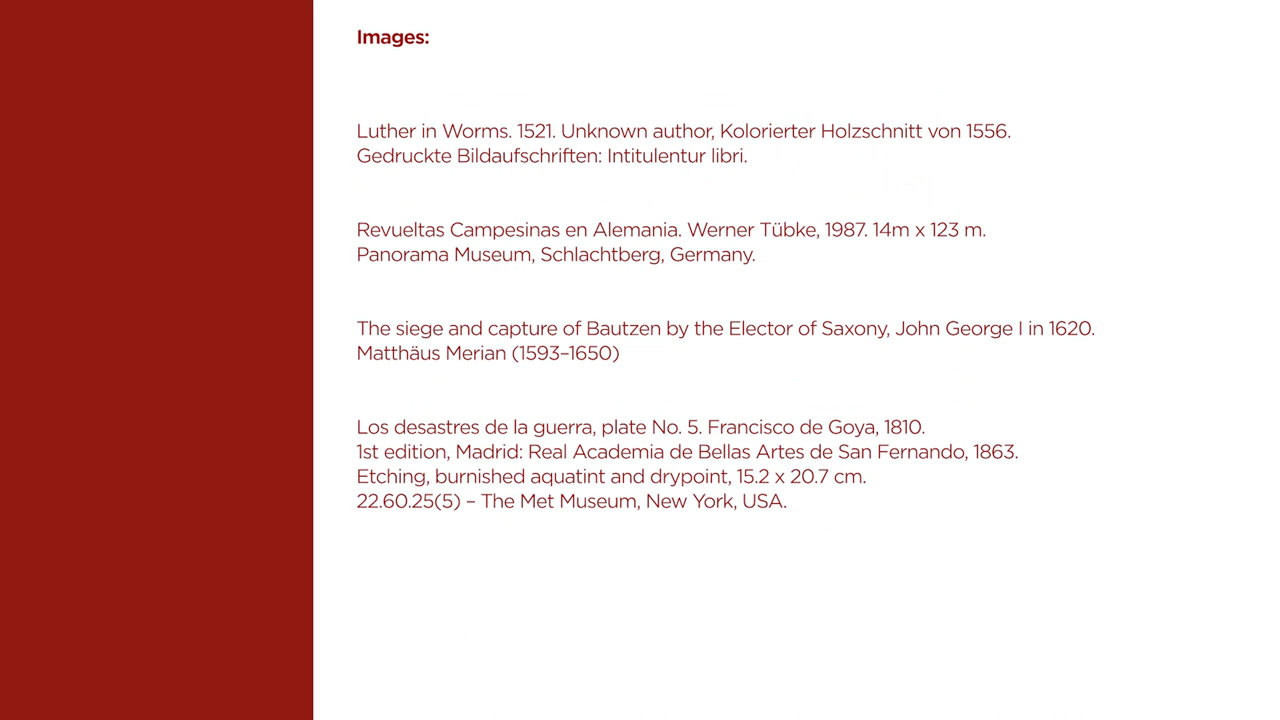 Images:
Luther in Worms. 1521. Unknown author, Kolorierter Holzschnitt von 1556.
Gedruckte Bildaufschriften: Intitulentur libri.
Revueltas Campesinas en Alemania. Werner Tübke, 1987. 14m x 123 m.
Panorama Museum, Schlachtberg, Germany.
The siege and capture of Bautzen by the Elector of Saxony, John George I in 1620.
Matthäus Merian (1593–1650)
Los desastres de la guerra, plate No. 5. Francisco de Goya, 1810.
1st edition, Madrid: Real Academia de Bellas Artes de San Fernando, 1863.
Etching, burnished aquatint and drypoint, 15.2 x 20.7 cm.
22.60.25(5) – The Met Museum, New York, USA.